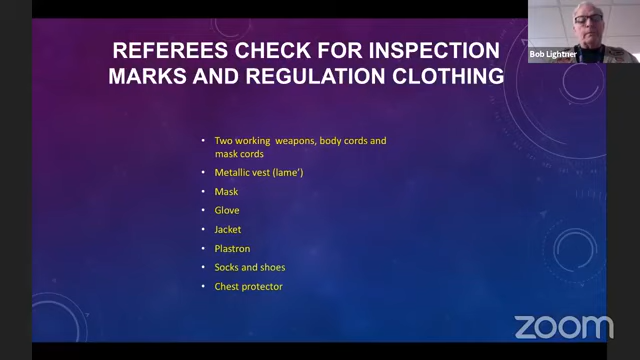 REFEREES CHECK FOR INSPECTION
MARKS AND REGULATION CLOTHING
Bob Lightner
• Two working weapons, body cords and
mask cords
• Metallic vest (lame’)
• Mask
• Glove
• Jacket
• Plastron
• Socks and shoes
• Chest protector
zoom